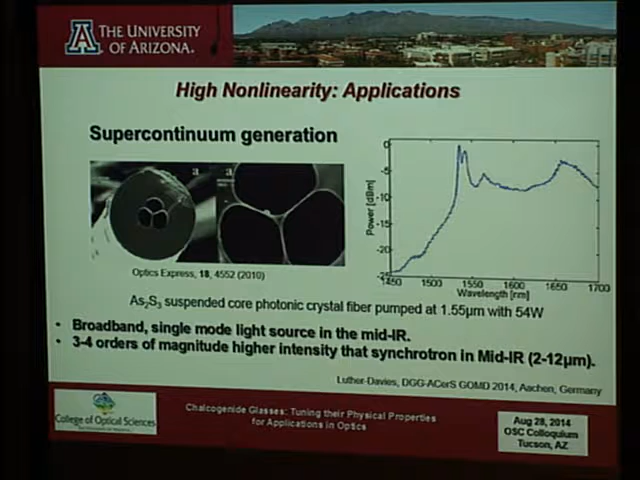 THE UNIVERSITY
OF ARIZONA.
High Nonlinearity: Applications
Supercontinuum generation
a a
Optics Express, 18, 4552 (2010)
0
-5
-10
-15
-20
-25
Power [dBm]
1450 1500 1550 1600 1650 1700
Wavelength [nm]
As2S3 suspended core photonic crystal fiber pumped at 1.55µm with 54W
• Broadband, single mode light source in the mid-IR.
• 3-4 orders of magnitude higher intensity that synchrotron in Mid-IR (2-12µm).
Luther-Davies, DGG-ACerS GOMD 2014, Aachen, Germany
College of Optical Sciences
Chalcogenide Glasses: Tuning their Physical Properties
for Applications in Optics
Aug 28, 2014
OSC Colloquium
Tucson, AZ